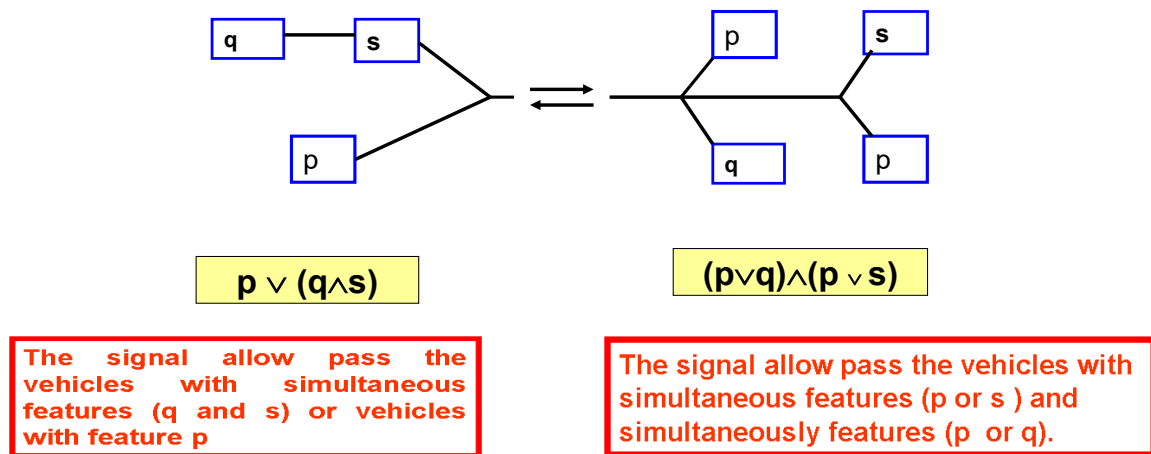 q
s
p
s
p
q
p
p ∨ (q∧s)
(p∨q)∧(p ∨ s)
The signal allow pass the
vehicles with simultaneous
features (q and s) or vehicles
with feature p
The signal allow pass the vehicles with
simultaneous features (p or s ) and
simultaneously features (p or q).